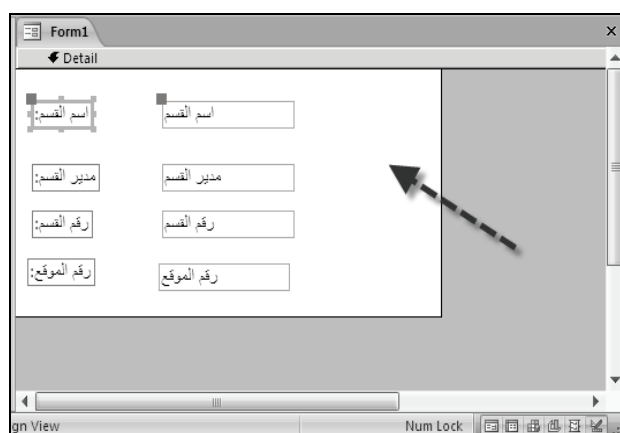 Form1
Detail
اسم القسم: اسم القسم
مدير القسم: مدير القسم
رقم القسم: رقم القسم
رقم الموقع: رقم الموقع
gn View Num Lock